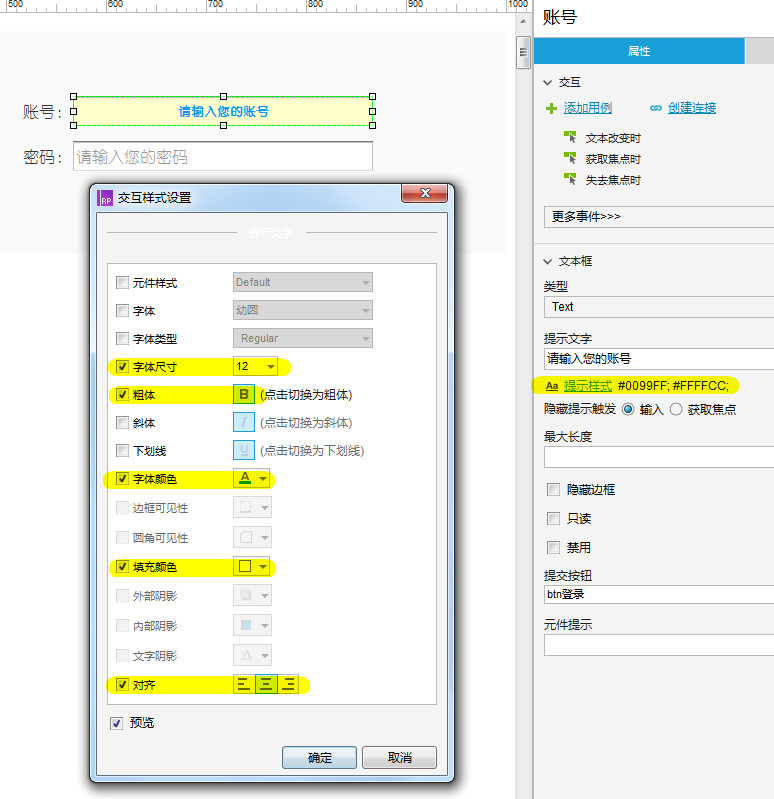 500 600 700 800 900 1000
账号：
请输入您的账号
密码：
请输入您的密码
RP 交互样式设置
提示文字
元件样式 Default
字体 幼圆
字体类型 Regular
字体尺寸 12
粗体 B (点击切换为粗体)
斜体 I (点击切换为斜体)
下划线 U (点击切换为下划线)
字体颜色 A
边框可见性
圆角可见性
填充颜色
外部阴影
内部阴影
文字阴影 A
对齐
预览
确定 取消
账号
属性
交互
添加用例 创建连接
文本改变时
获取焦点时
失去焦点时
更多事件>>>
文本框
类型
Text
提示文字
请输入您的账号
Aa 提示样式 #0099FF; #FFFFCC;
隐藏提示触发 输入 获取焦点
最大长度
隐藏边框
只读
禁用
提交按钮
btn登录
元件提示